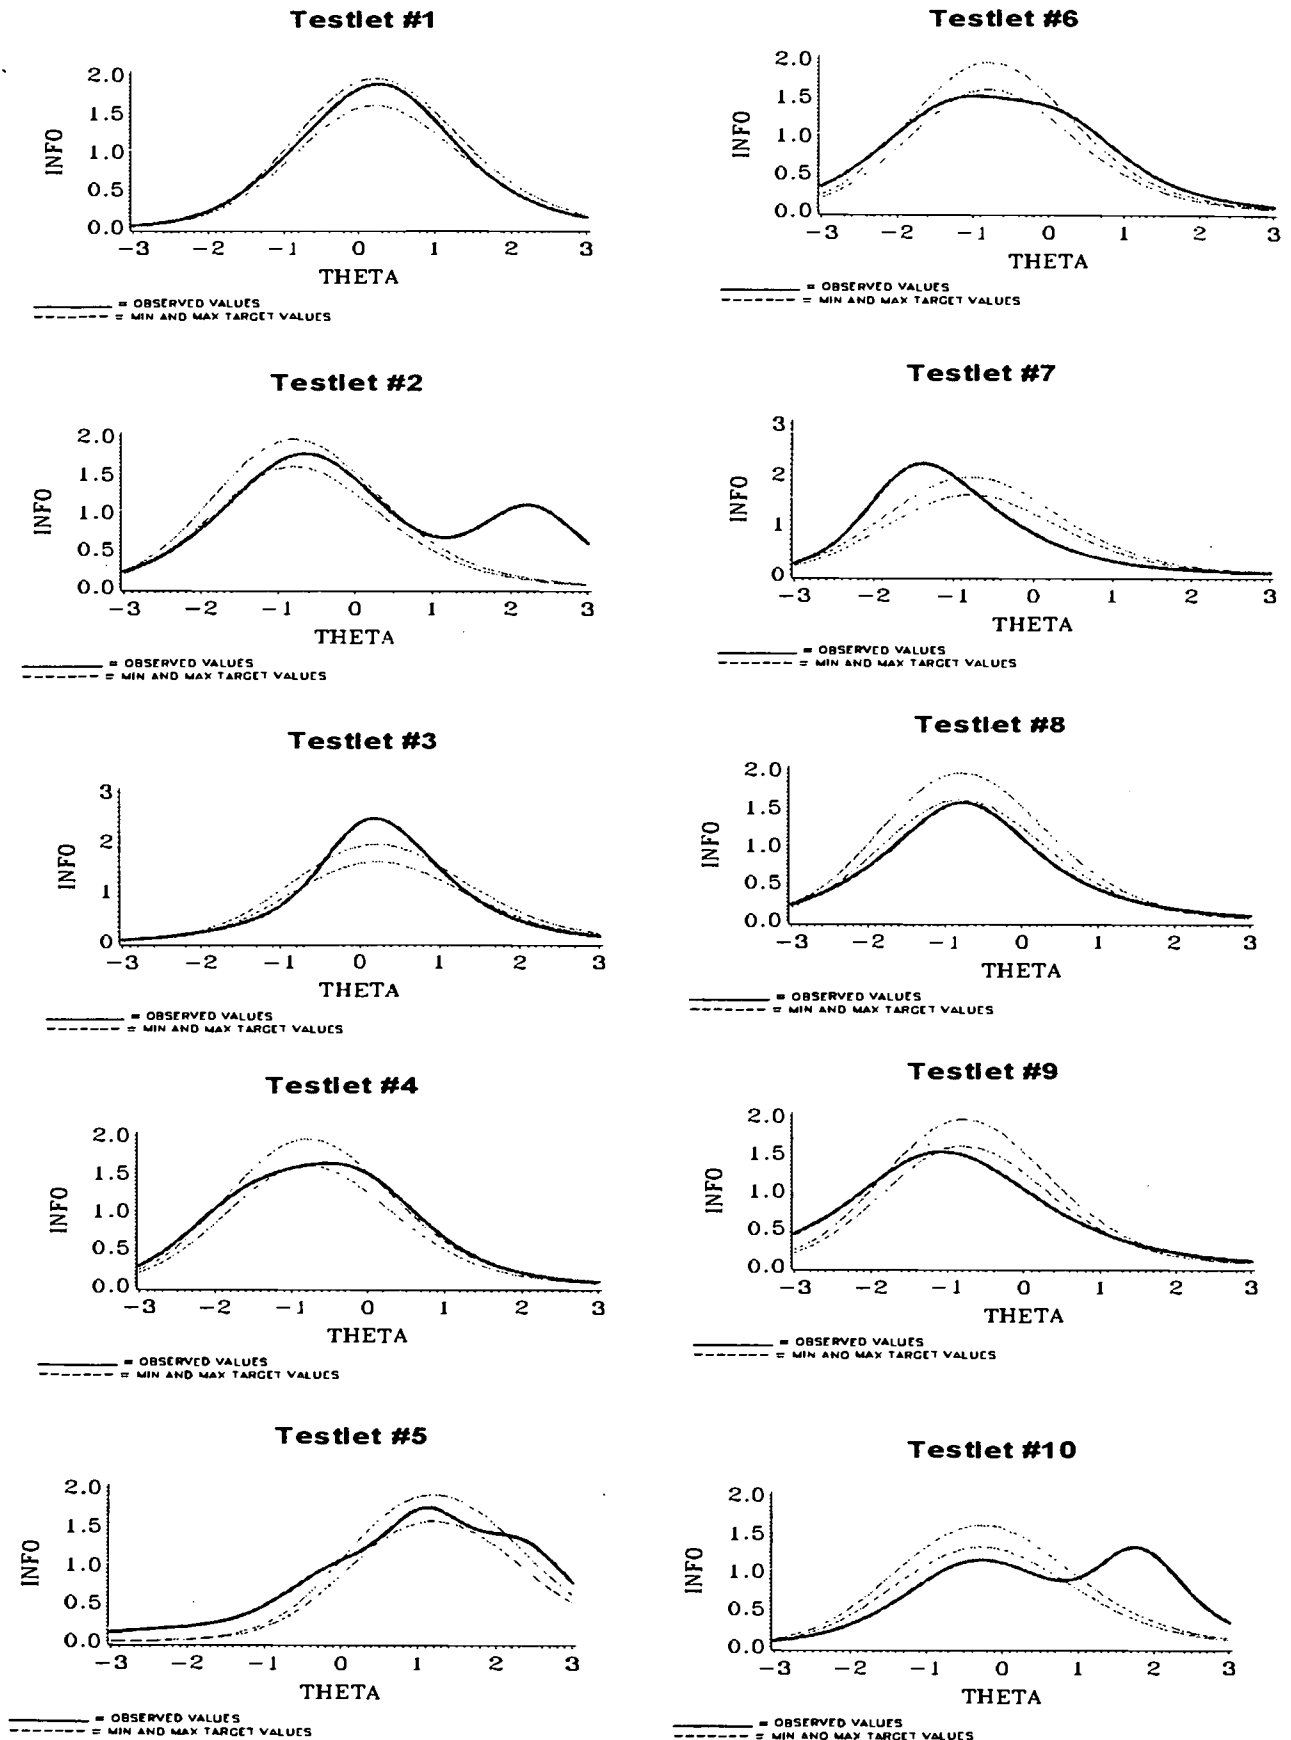 Testlet #1
2.0
1.5
1.0
0.5
0.0
INFO
−3 −2 −1 0 1 2 3
THETA
= OBSERVED VALUES
= MIN AND MAX TARGET VALUES
Testlet #2
2.0
1.5
1.0
0.5
0.0
INFO
−3 −2 −1 0 1 2 3
THETA
= OBSERVED VALUES
= MIN AND MAX TARGET VALUES
Testlet #3
3
2
1
0
INFO
−3 −2 −1 0 1 2 3
THETA
= OBSERVED VALUES
= MIN AND MAX TARGET VALUES
Testlet #4
2.0
1.5
1.0
0.5
0.0
INFO
−3 −2 −1 0 1 2 3
THETA
= OBSERVED VALUES
= MIN AND MAX TARGET VALUES
Testlet #5
2.0
1.5
1.0
0.5
0.0
INFO
−3 −2 −1 0 1 2 3
THETA
= OBSERVED VALUES
= MIN AND MAX TARGET VALUES
Testlet #6
2.0
1.5
1.0
0.5
0.0
INFO
−3 −2 −1 0 1 2 3
THETA
= OBSERVED VALUES
= MIN AND MAX TARGET VALUES
Testlet #7
3
2
1
0
INFO
−3 −2 −1 0 1 2 3
THETA
= OBSERVED VALUES
= MIN AND MAX TARGET VALUES
Testlet #8
2.0
1.5
1.0
0.5
0.0
INFO
−3 −2 −1 0 1 2 3
THETA
= OBSERVED VALUES
= MIN AND MAX TARGET VALUES
Testlet #9
2.0
1.5
1.0
0.5
0.0
INFO
−3 −2 −1 0 1 2 3
THETA
= OBSERVED VALUES
= MIN AND MAX TARGET VALUES
Testlet #10
2.0
1.5
1.0
0.5
0.0
INFO
−3 −2 −1 0 1 2 3
THETA
= OBSERVED VALUES
= MIN AND MAX TARGET VALUES